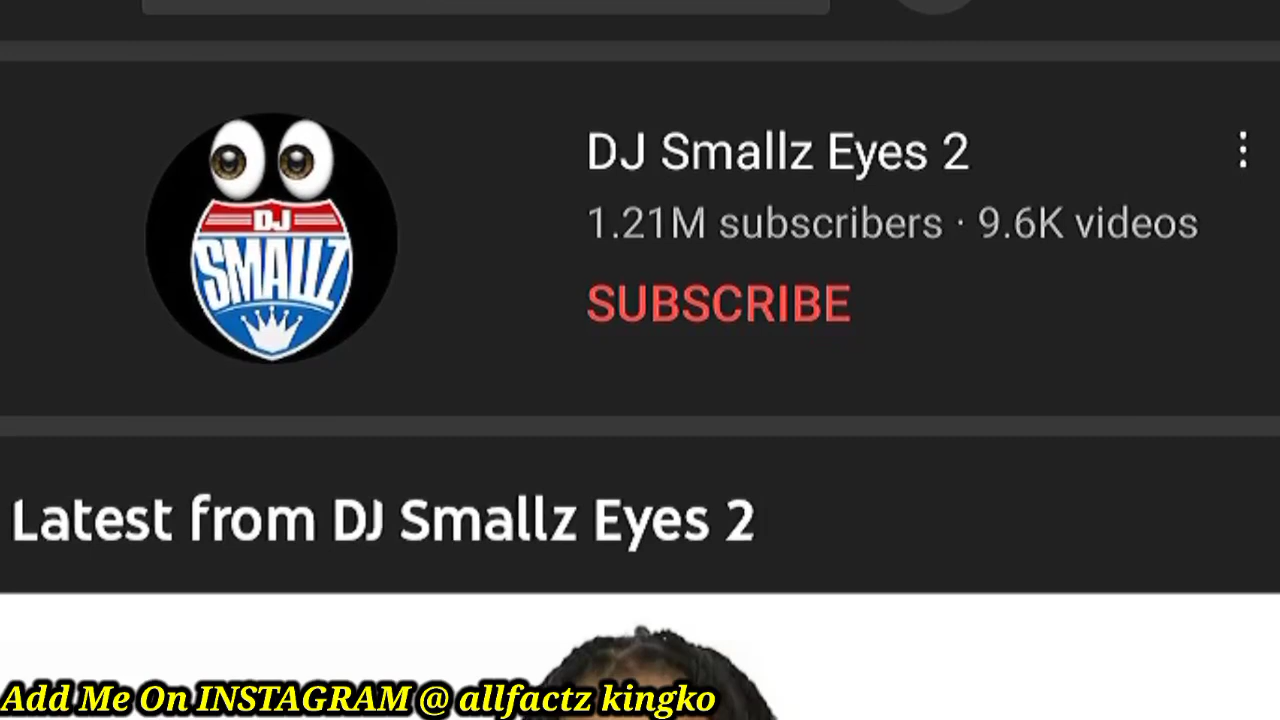 DJ Smallz Eyes 2
1.21M subscribers · 9.6K videos
SUBSCRIBE
DJ
SMALLZ
Latest from DJ Smallz Eyes 2
Add Me On INSTAGRAM @ allfactz kingko